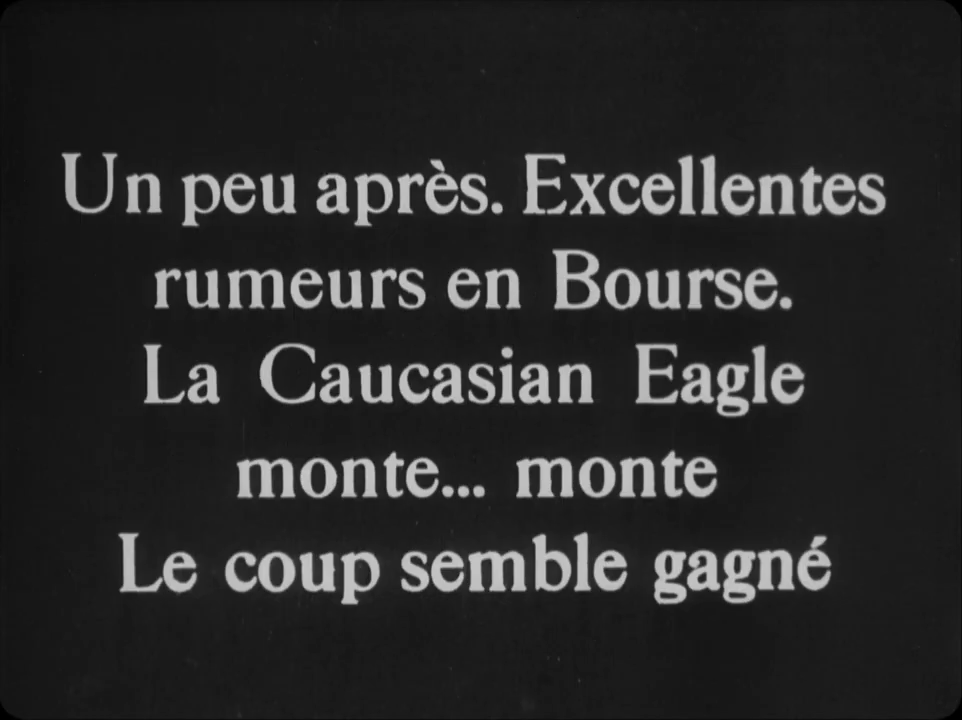 Un peu après. Excellentes
rumeurs en Bourse.
La Caucasian Eagle
monte... monte
Le coup semble gagné